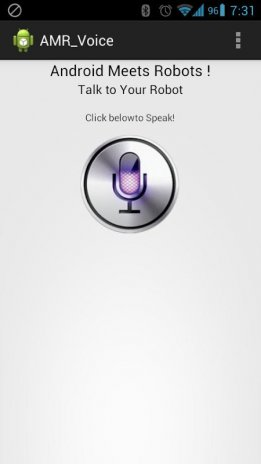 96 7:31
AMR_Voice
Android Meets Robots !
Talk to Your Robot
Click belowto Speak!